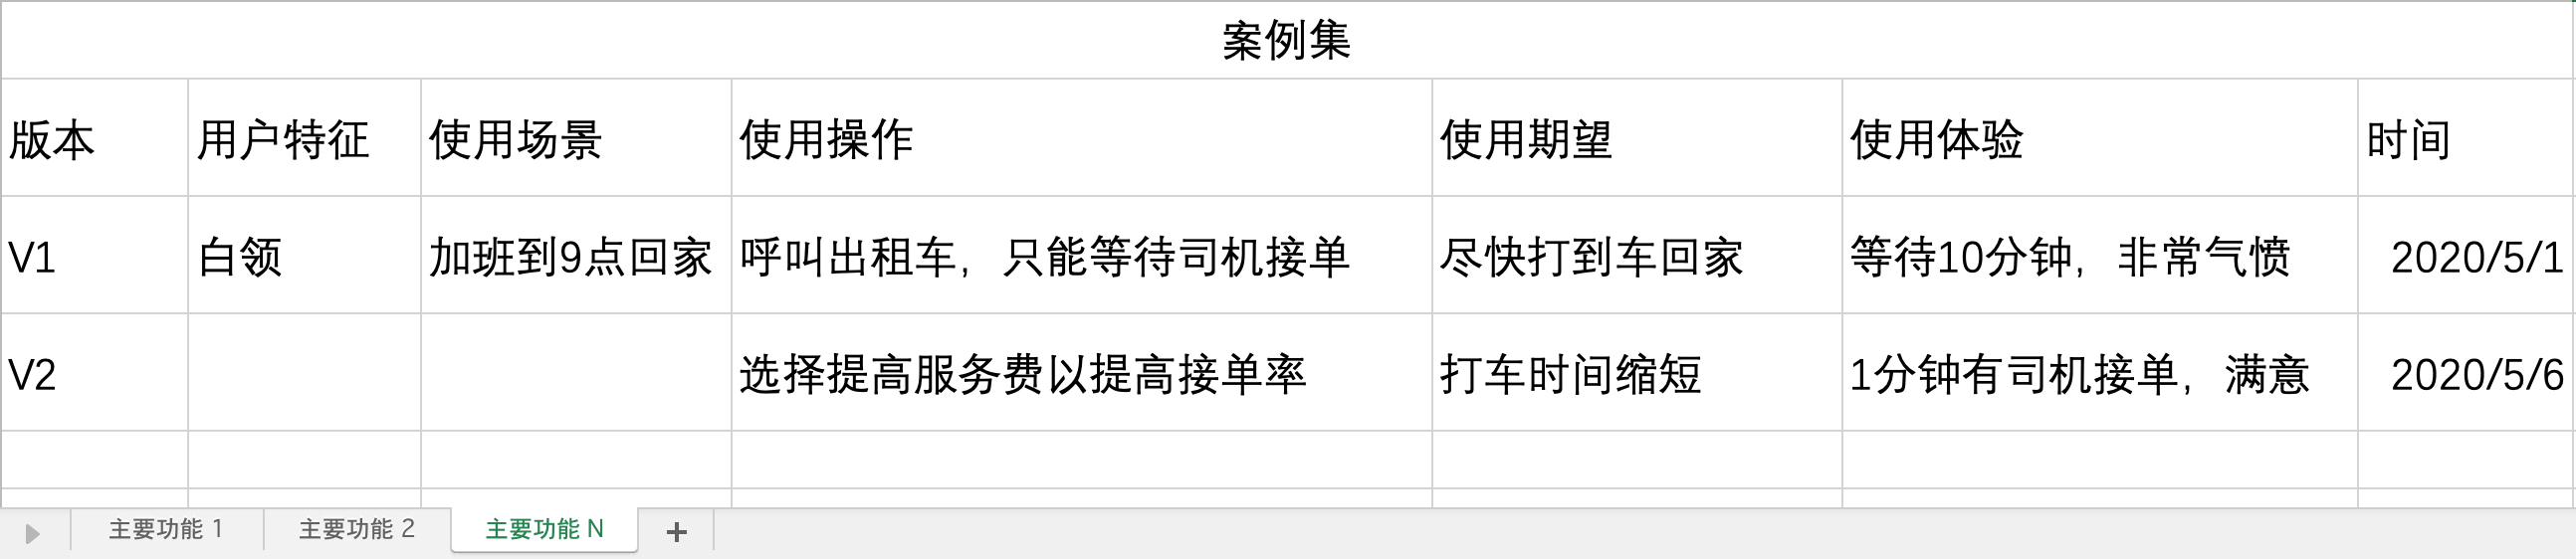 案例集
版本 用户特征 使用场景 使用操作 使用期望 使用体验 时间
V1 白领 加班到9点回家 呼叫出租车，只能等待司机接单 尽快打到车回家 等待10分钟，非常气愤 2020/5/1
V2 选择提高服务费以提高接单率 打车时间缩短 1分钟有司机接单，满意 2020/5/6
主要功能 1 主要功能 2 主要功能 N +